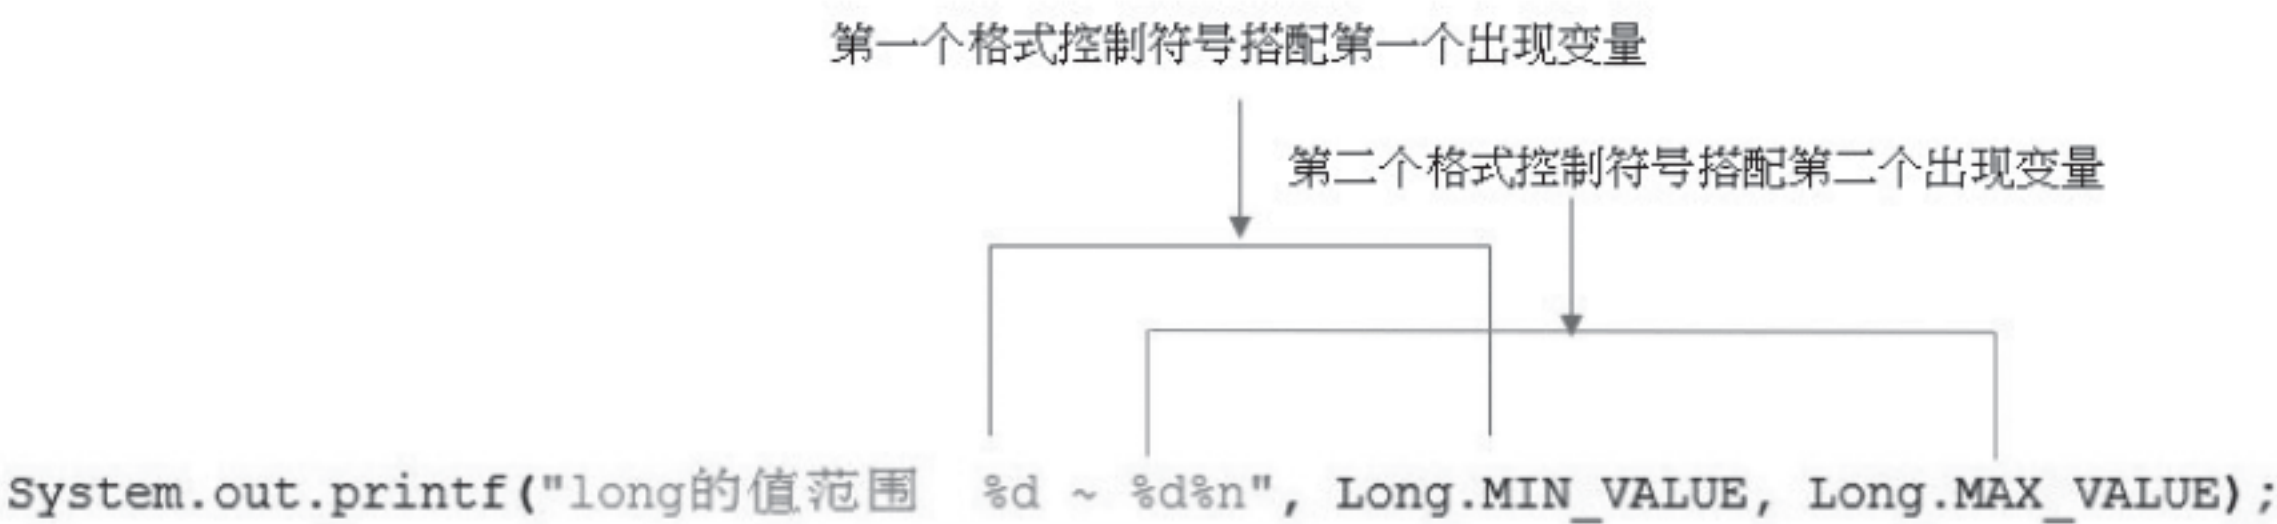 第一个格式控制符号搭配第一个出现变量
第二个格式控制符号搭配第二个出现变量
System.out.printf("long的值范围  %d ~ %d%n", Long.MIN_VALUE, Long.MAX_VALUE);